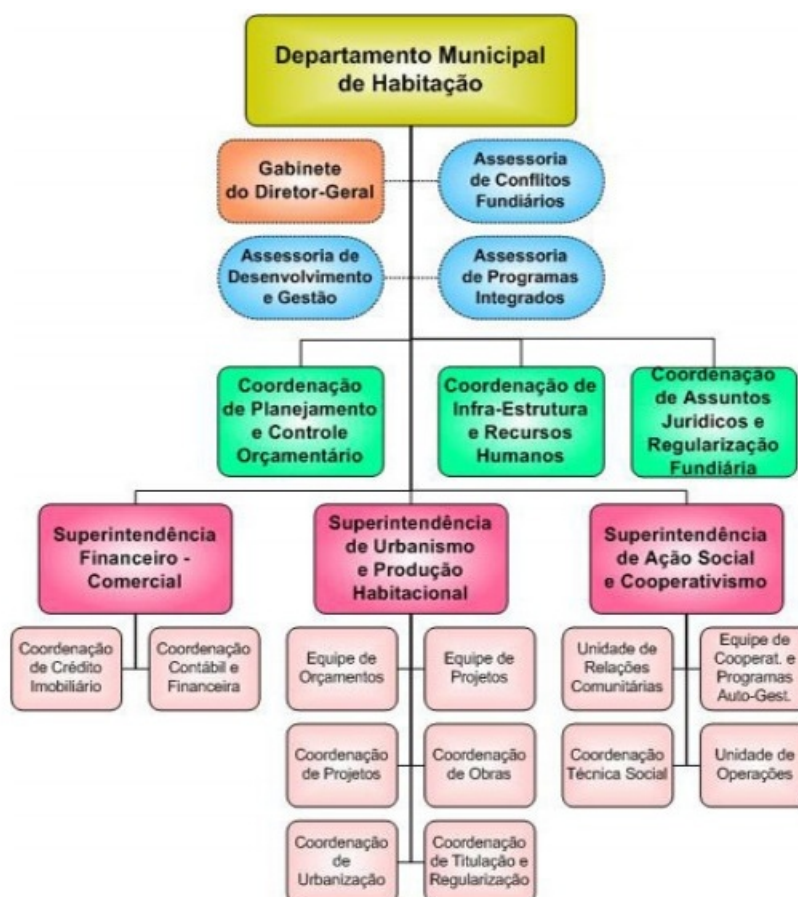 Departamento Municipal
de Habitação
Gabinete
do Diretor-Geral
Assessoria
de Conflitos
Fundiários
Assessoria de
Desenvolvimento
e Gestão
Assessoria
de Programas
Integrados
Coordenação
de Planejamento
e Controle
Orçamentário
Coordenação de
Infra-Estrutura
e Recursos
Humanos
Coordenação
de Assuntos
Juridicos e
Regularização
Fundiária
Superintendência
Financeiro -
Comercial
Superintendência
de Urbanismo
e Produção
Habitacional
Superintendência
de Ação Social
e Cooperativismo
Coordenação
de Crédito
Imobiliário
Coordenação
Contábil e
Financeira
Equipe de
Orçamentos
Equipe de
Projetos
Unidade de
Relações
Comunitárias
Equipe de
Cooperat. e
Programas
Auto-Gest.
Coordenação
de Projetos
Coordenação
de Obras
Coordenação
Técnica Social
Unidade de
Operações
Coordenação
de
Urbanização
Coordenação
de Titulação e
Regularização